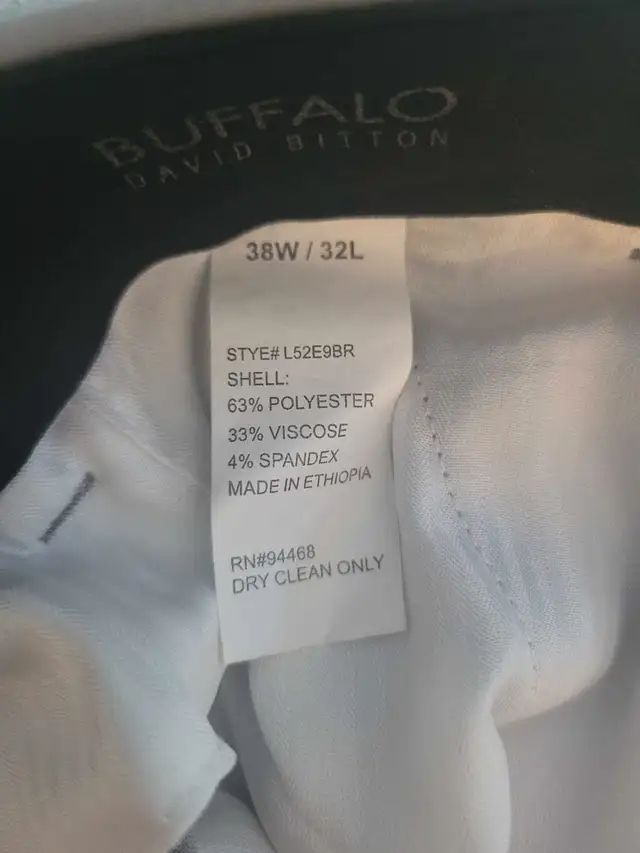 BUFFALO
DAVID BITTON
38W / 32L
STYE# L52E9BR
SHELL:
63% POLYESTER
33% VISCOSE
4% SPANDEX
MADE IN ETHIOPIA
RN#94468
DRY CLEAN ONLY